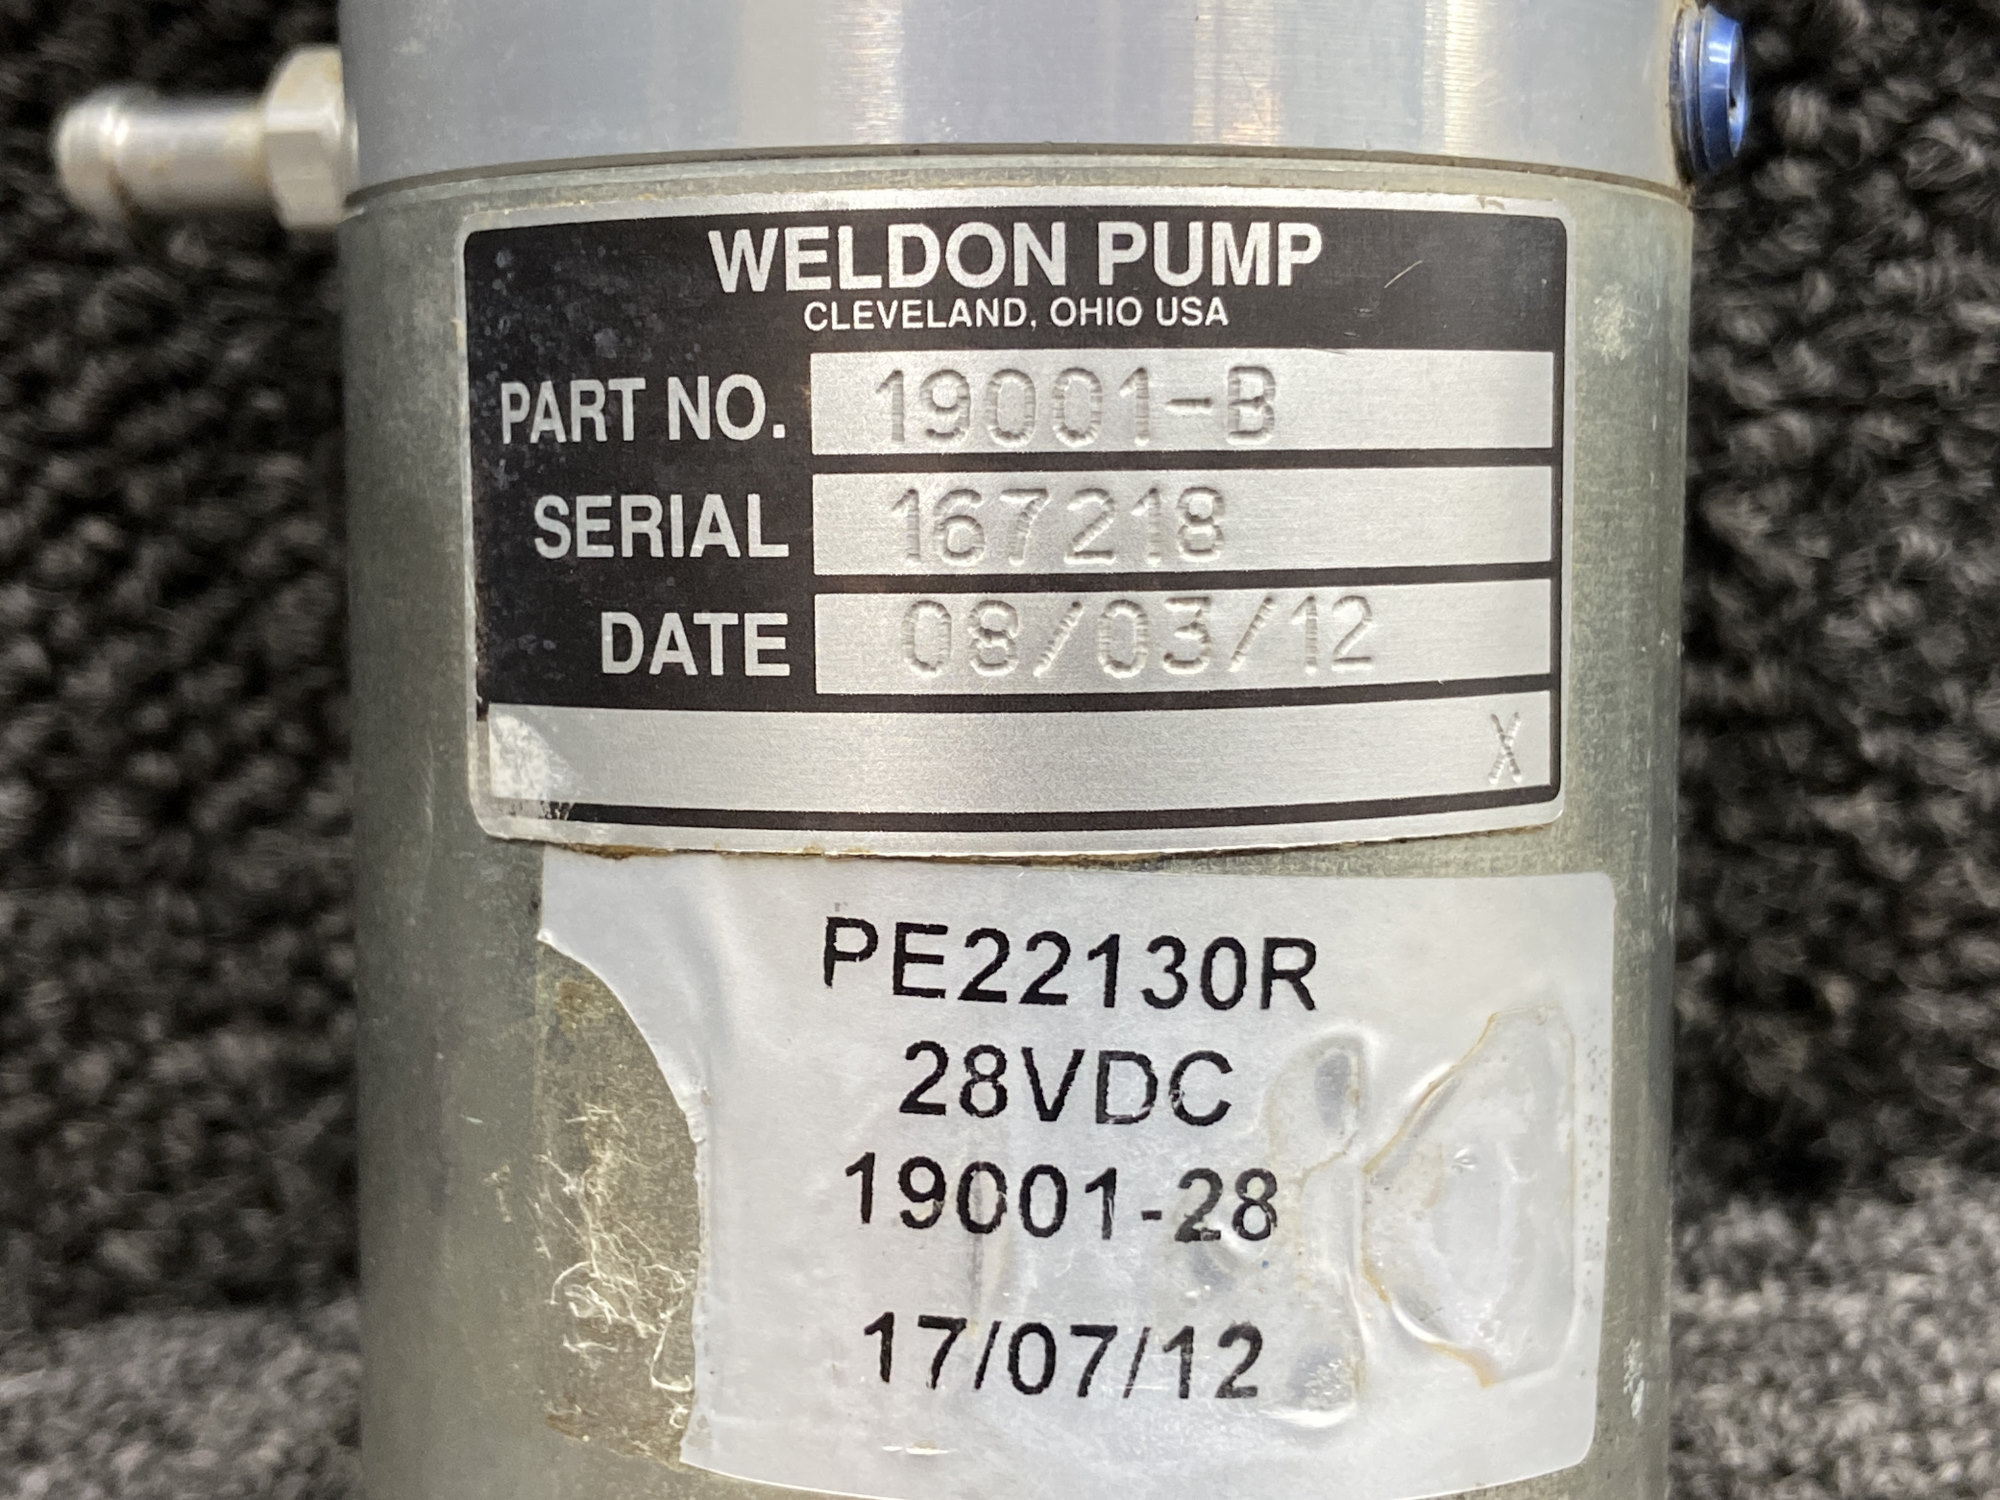 WELDON PUMP
CLEVELAND, OHIO USA
PART NO. 19001-B
SERIAL 167218
DATE 08/03/12
X
PE22130R
28VDC
19001-28
17/07/12